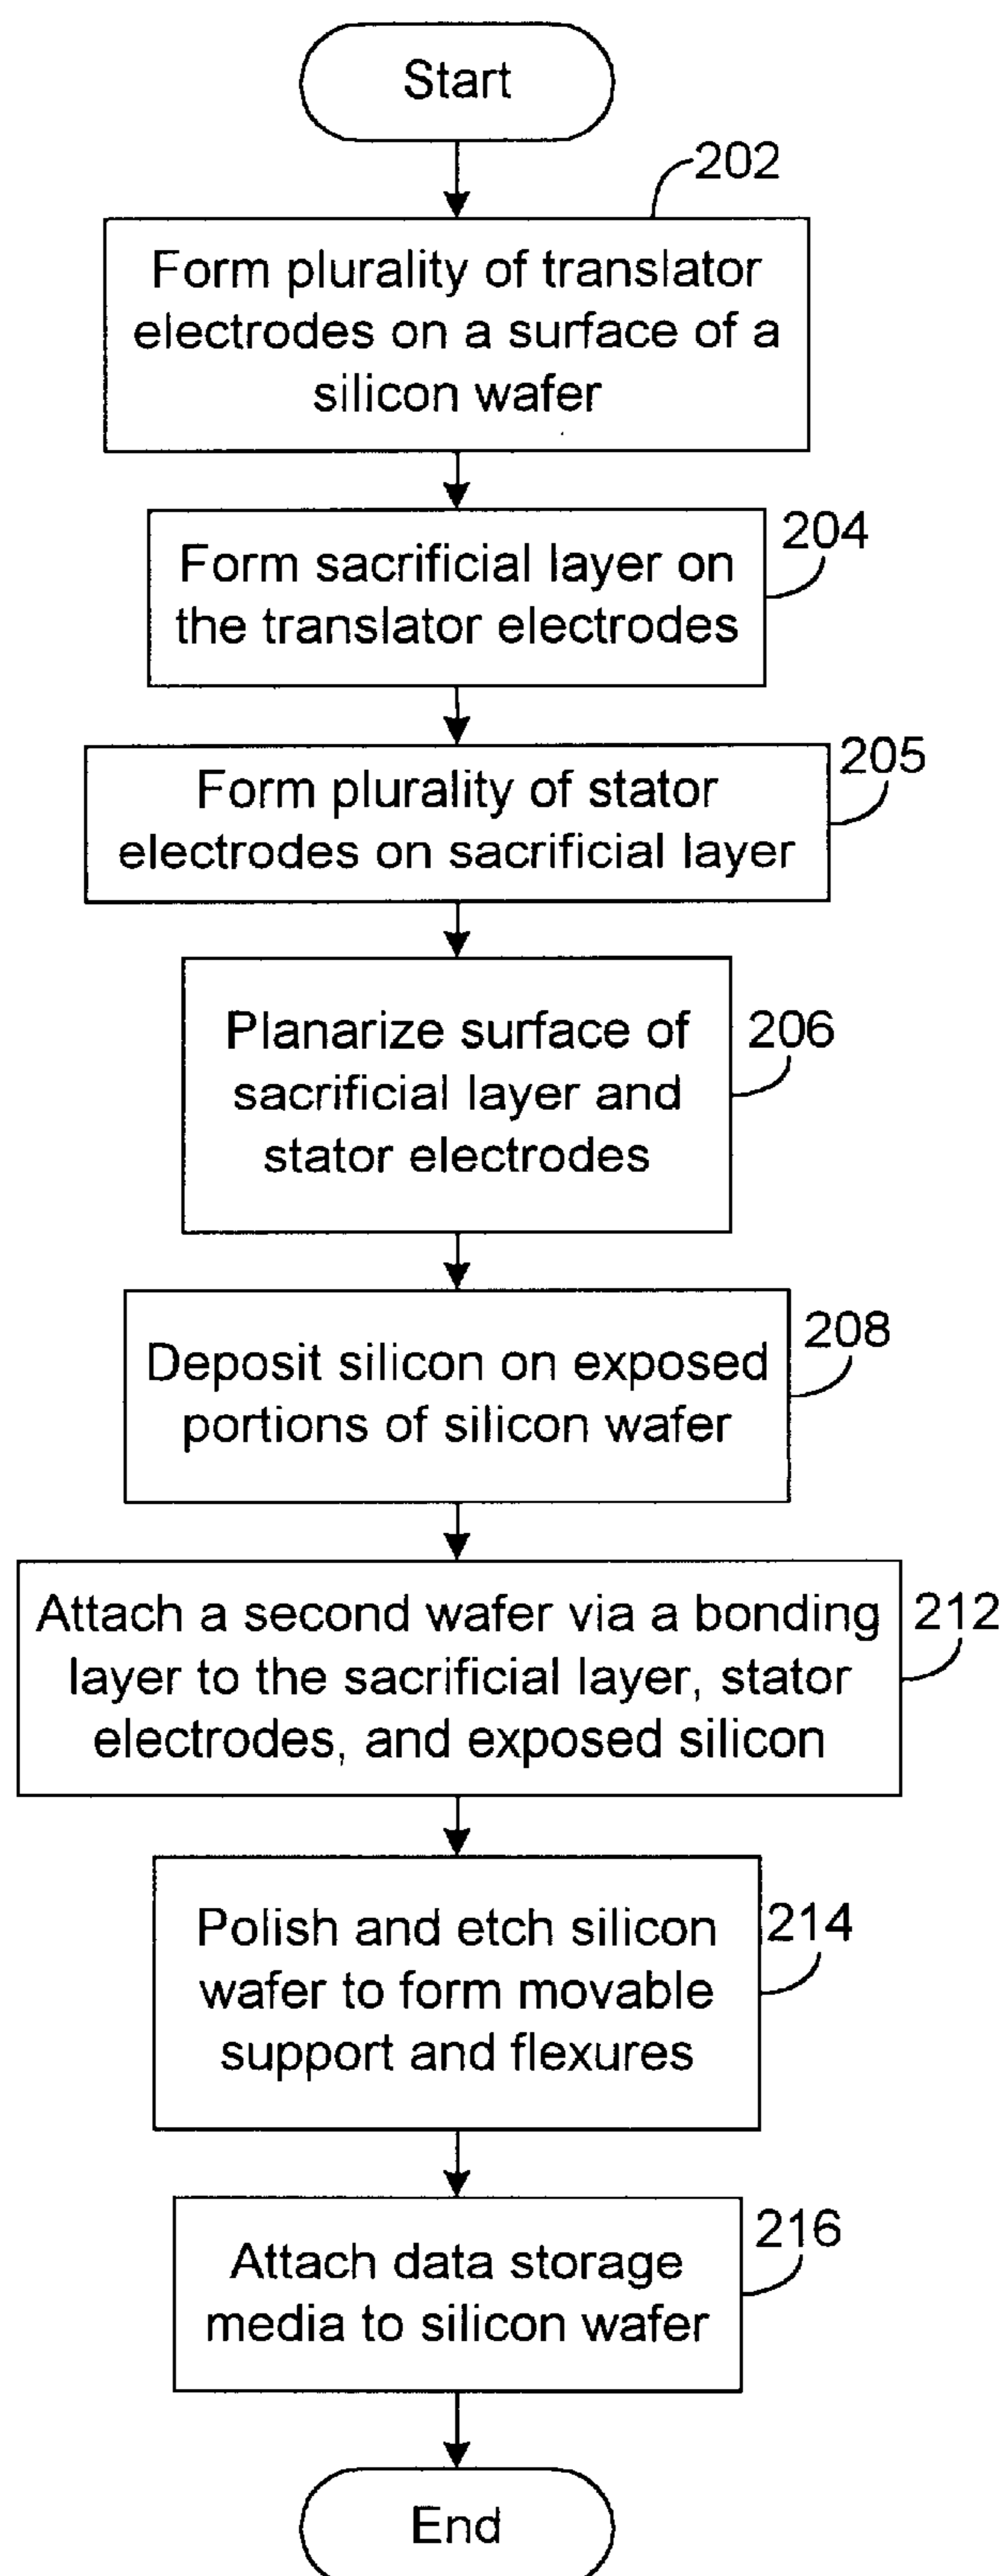 Start
202
Form plurality of translator
electrodes on a surface of a
silicon wafer
204
Form sacrificial layer on
the translator electrodes
205
Form plurality of stator
electrodes on sacrificial layer
206
Planarize surface of
sacrificial layer and
stator electrodes
208
Deposit silicon on exposed
portions of silicon wafer
212
Attach a second wafer via a bonding
layer to the sacrificial layer, stator
electrodes, and exposed silicon
214
Polish and etch silicon
wafer to form movable
support and flexures
216
Attach data storage
media to silicon wafer
End